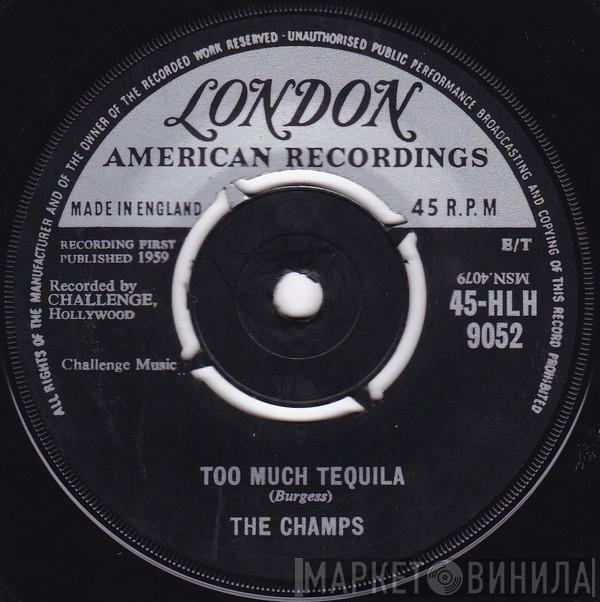 ALL RIGHTS OF THE MANUFACTURER AND OF THE OWNER OF THE RECORDED WORK RESERVED · UNAUTHORISED PUBLIC PERFORMANCE BROADCASTING AND COPYING OF THIS RECORD PROHIBITED
LONDON
AMERICAN RECORDINGS
MADE IN ENGLAND
45 R.P.M
RECORDING FIRST
PUBLISHED 1959
E/T
MSN.4079
Recorded by
CHALLENGE,
HOLLYWOOD
45-HLH
9052
Challenge Music
TOO MUCH TEQUILA
(Burgess)
THE CHAMPS
МАРКЕТ ВИНИЛА